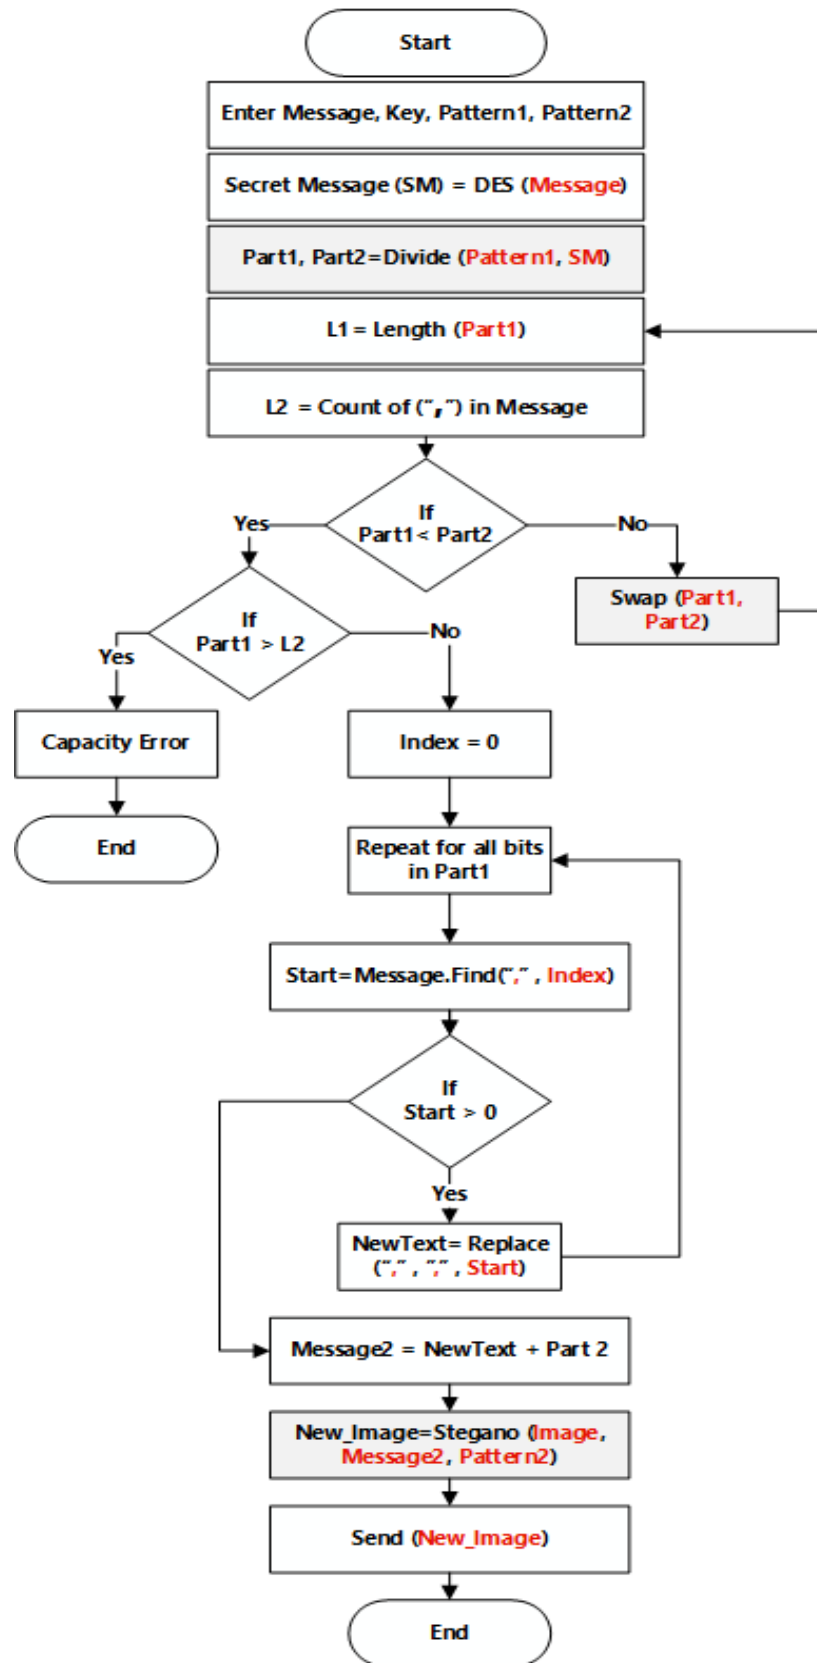 Start
Enter Message, Key, Pattern1, Pattern2
Secret Message (SM) = DES (Message)
Part1, Part2=Divide (Pattern1, SM)
L1 = Length (Part1)
L2 = Count of (",") in Message
If
Part1< Part2
Yes
No
Swap (Part1,
Part2)
If
Part1 > L2
Yes
No
Capacity Error
Index = 0
End
Repeat for all bits
in Part1
Start=Message.Find("," , Index)
If
Start > 0
Yes
NewText= Replace
("," , "," , Start)
Message2 = NewText + Part 2
New_Image=Stegano (Image,
Message2, Pattern2)
Send (New_Image)
End